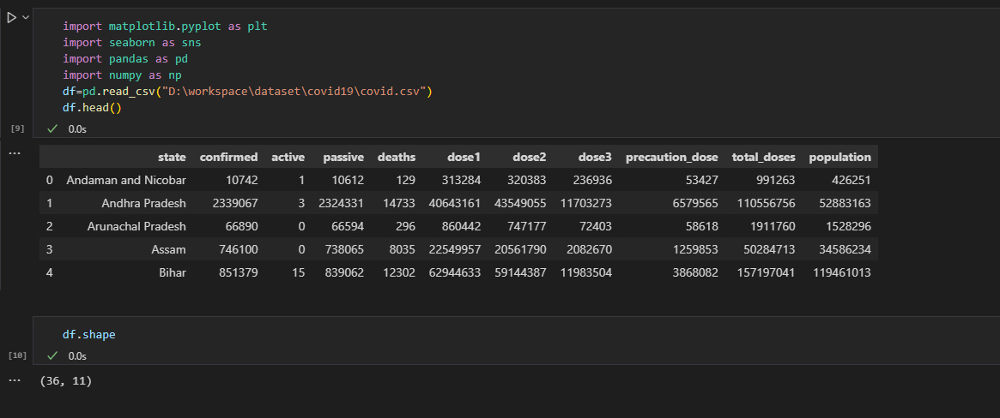 import matplotlib.pyplot as plt
import seaborn as sns
import pandas as pd
import numpy as np
df=pd.read_csv("D:\workspace\dataset\covid19\covid.csv")
df.head()
[9] 0.0s
... state confirmed active passive deaths dose1 dose2 dose3 precaution_dose total_doses population
0 Andaman and Nicobar 10742 1 10612 129 313284 320383 236936 53427 991263 426251
1 Andhra Pradesh 2339067 3 2324331 14733 40643161 43549055 11703273 6579565 110556756 52883163
2 Arunachal Pradesh 66890 0 66594 296 860442 747177 72403 58618 1911760 1528296
3 Assam 746100 0 738065 8035 22549957 20561790 2082670 1259853 50284713 34586234
4 Bihar 851379 15 839062 12302 62944633 59144387 11983504 3868082 157197041 119461013
df.shape
[10] 0.0s
... (36, 11)